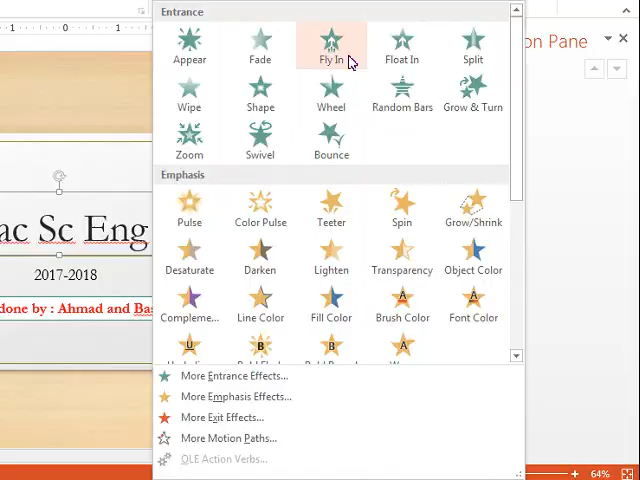 Entrance
on Pane
Appear Fade Fly In Float In Split
Wipe Shape Wheel Random Bars Grow & Turn
Zoom Swivel Bounce
Emphasis
Pulse Color Pulse Teeter Spin Grow/Shrink
ac Sc Eng
Desaturate Darken Lighten Transparency Object Color
2017-2018
done by : Ahmad and Bas
Compleme... Line Color Fill Color Brush Color Font Color
More Entrance Effects...
More Emphasis Effects...
More Exit Effects...
More Motion Paths...
OLE Action Verbs...
64%